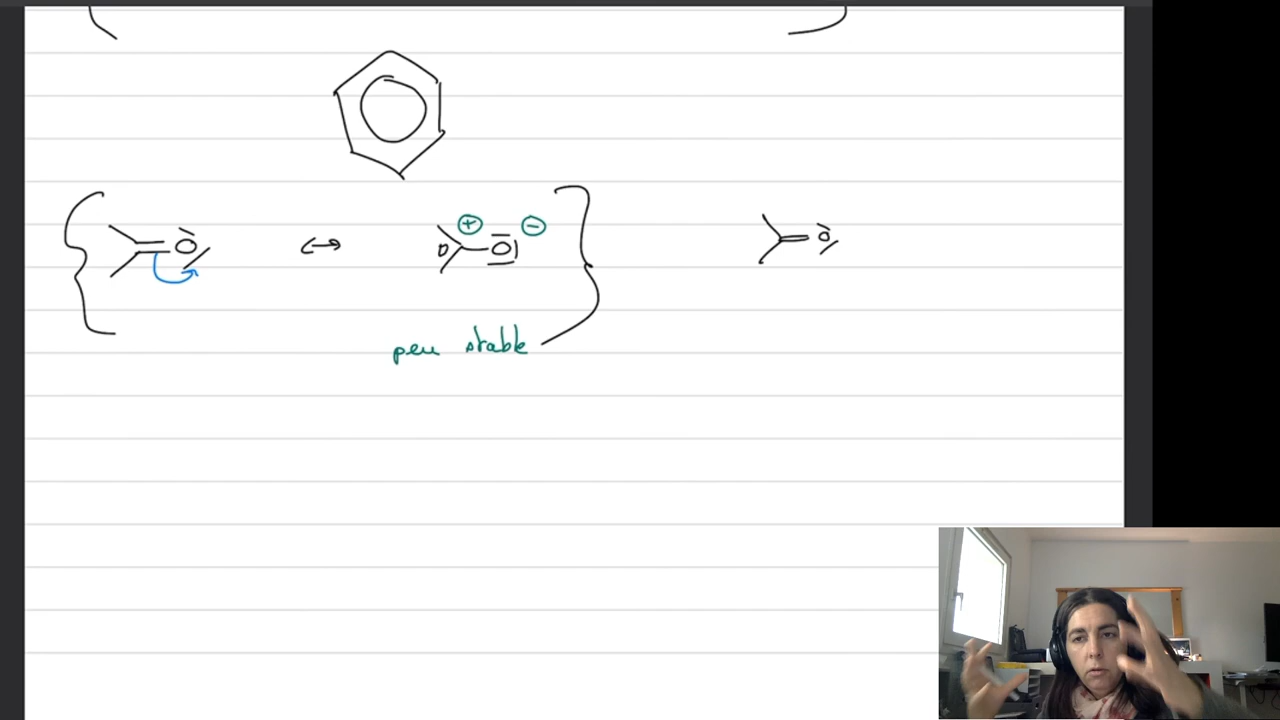 O ↔ O ⊕ ⊖ O
peu stable